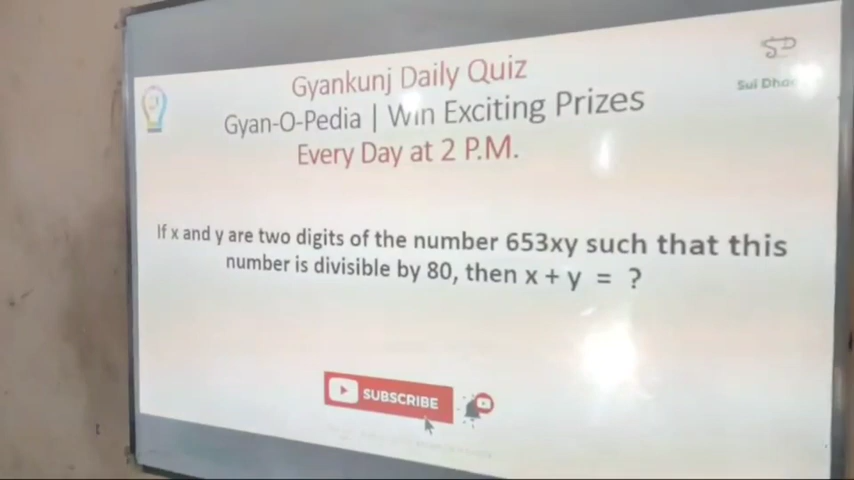 Gyankunj Daily Quiz
Gyan-O-Pedia | Win Exciting Prizes
Every Day at 2 P.M.
Sui
If x and y are two digits of the number 653xy such that this
number is divisible by 80, then x + y = ?
SUBSCRIBE